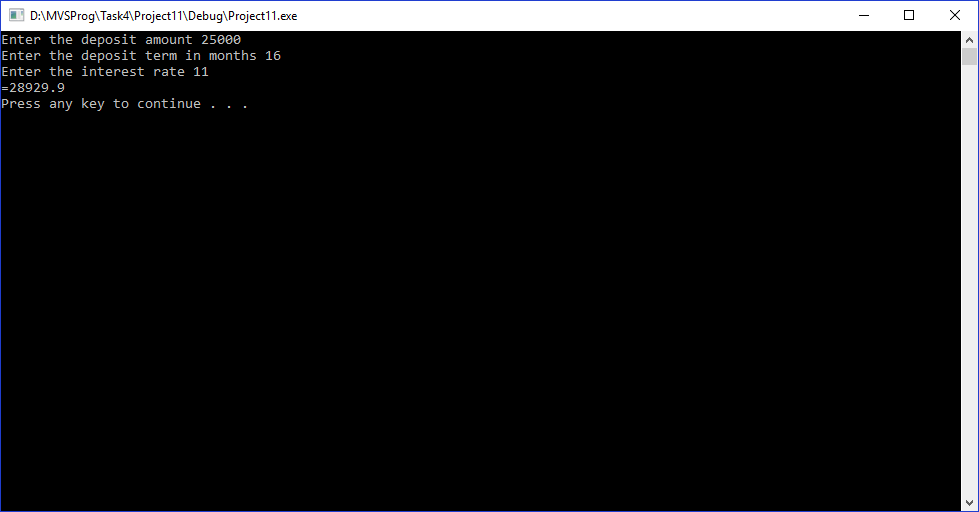 D:\MVSProg\Task4\Project11\Debug\Project11.exe
Enter the deposit amount 25000
Enter the deposit term in months 16
Enter the interest rate 11
=28929.9
Press any key to continue . . .